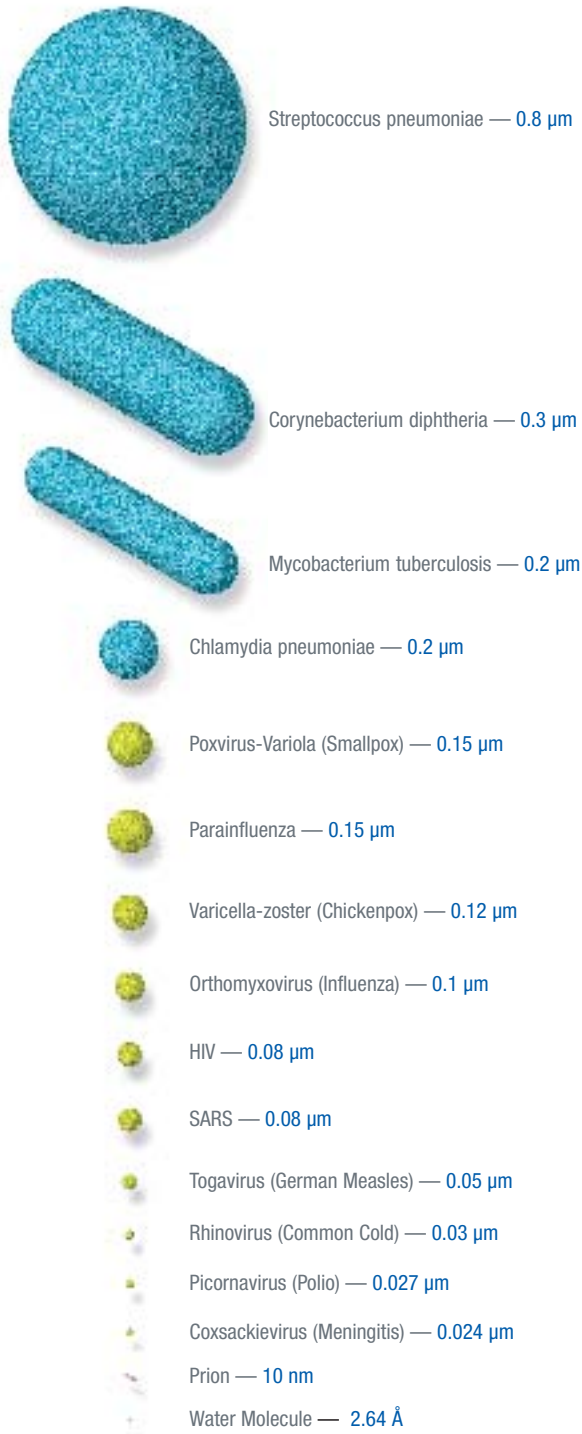 Streptococcus pneumoniae — 0.8 µm
Corynebacterium diphtheria — 0.3 µm
Mycobacterium tuberculosis — 0.2 µm
Chlamydia pneumoniae — 0.2 µm
Poxvirus-Variola (Smallpox) — 0.15 µm
Parainfluenza — 0.15 µm
Varicella-zoster (Chickenpox) — 0.12 µm
Orthomyxovirus (Influenza) — 0.1 µm
HIV — 0.08 µm
SARS — 0.08 µm
Togavirus (German Measles) — 0.05 µm
Rhinovirus (Common Cold) — 0.03 µm
Picornavirus (Polio) — 0.027 µm
Coxsackievirus (Meningitis) — 0.024 µm
Prion — 10 nm
Water Molecule — 2.64 Å